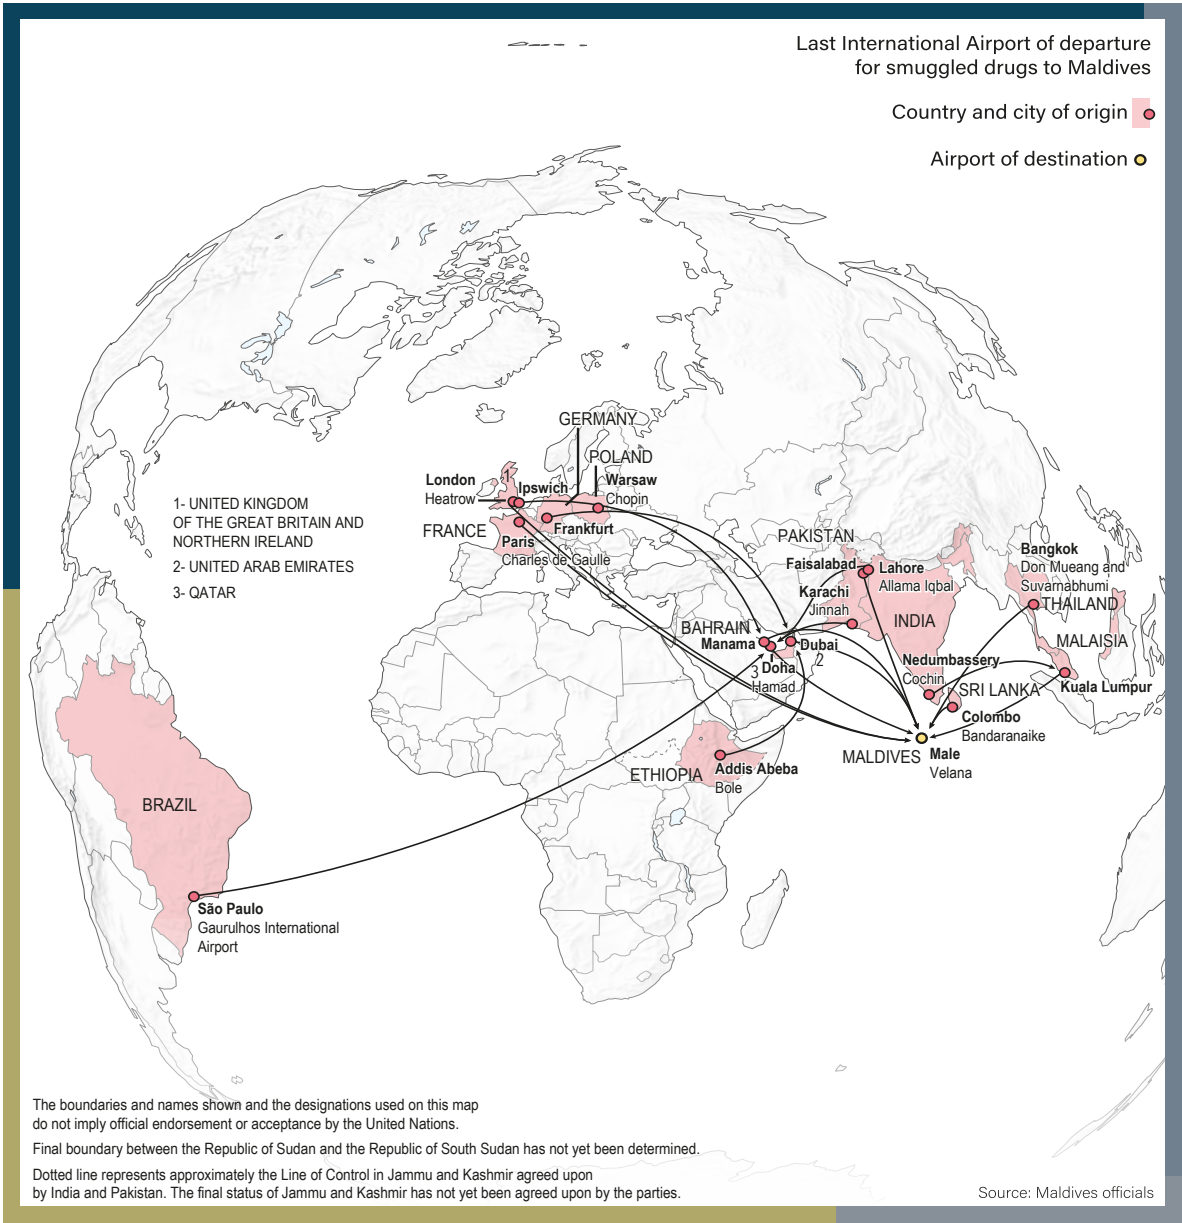 Last International Airport of departure
for smuggled drugs to Maldives
Country and city of origin
Airport of destination
GERMANY
POLAND
London
Heatrow
1
Ipswich
Warsaw
Chopin
1- UNITED KINGDOM
OF THE GREAT BRITAIN AND
NORTHERN IRELAND
2- UNITED ARAB EMIRATES
3- QATAR
FRANCE
Frankfurt
Paris
Charles de Gaulle
PAKISTAN
Faisalabad
Lahore
Allama Iqbal
Karachi
Jinnah
Bangkok
Don Mueang and
Suvarnabhumi
THAILAND
INDIA
BAHRAIN
Manama
Dubai
2
MALAISIA
Doha
3
Hamad
Nedumbassery
Cochin
SRI LANKA
Kuala Lumpur
Colombo
Bandaranaike
MALDIVES
Male
Velana
ETHIOPIA
Addis Abeba
Bole
BRAZIL
São Paulo
Gaurulhos International
Airport
The boundaries and names shown and the designations used on this map
do not imply official endorsement or acceptance by the United Nations.
Final boundary between the Republic of Sudan and the Republic of South Sudan has not yet been determined.
Dotted line represents approximately the Line of Control in Jammu and Kashmir agreed upon
by India and Pakistan. The final status of Jammu and Kashmir has not yet been agreed upon by the parties.
Source: Maldives officials